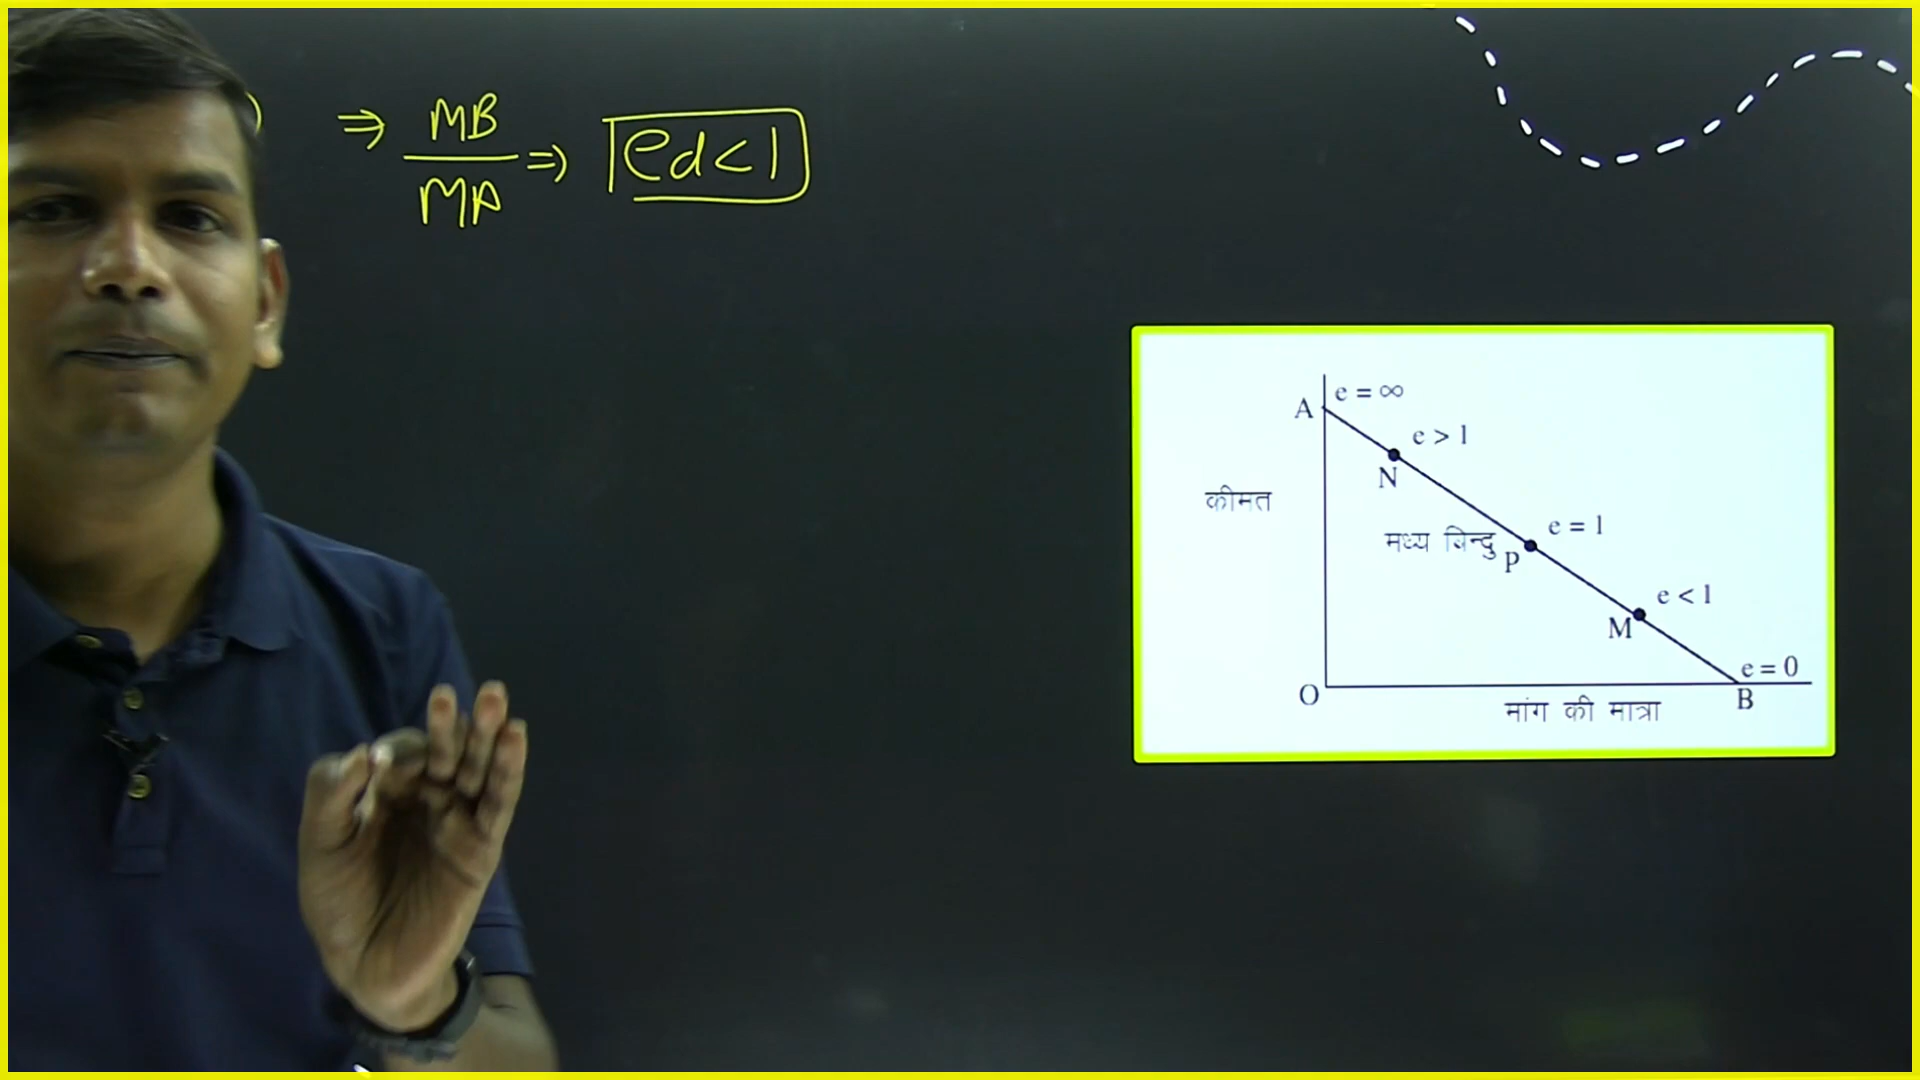 ⇒ MB
MA ⇒ ed<1
e = ∞
A
e > 1
N
कीमत
e = 1
मध्य बिन्दु
P
e < 1
M
e = 0
O
B
मांग की मात्रा